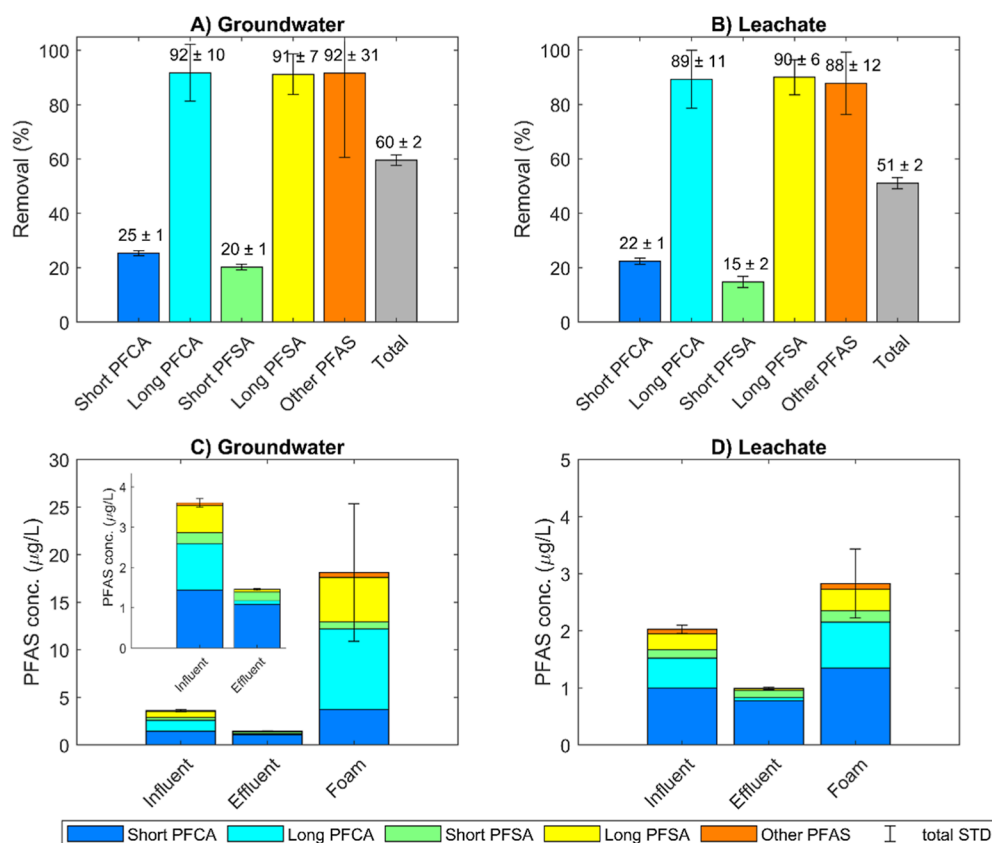 A) Groundwater
Removal (%)
100
80
60
40
20
0
25 ± 1
92 ± 10
20 ± 1
91 ± 7
92 ± 31
60 ± 2
Short PFCA
Long PFCA
Short PFSA
Long PFSA
Other PFAS
Total
B) Leachate
Removal (%)
100
80
60
40
20
0
22 ± 1
89 ± 11
15 ± 2
90 ± 6
88 ± 12
51 ± 2
Short PFCA
Long PFCA
Short PFSA
Long PFSA
Other PFAS
Total
C) Groundwater
PFAS conc. (µg/L)
30
25
20
15
10
5
0
PFAS conc. (µg/L)
4
3
2
1
0
Influent
Effluent
Influent
Effluent
Foam
D) Leachate
PFAS conc. (µg/L)
5
4
3
2
1
0
Influent
Effluent
Foam
Short PFCA Long PFCA Short PFSA Long PFSA Other PFAS total STD